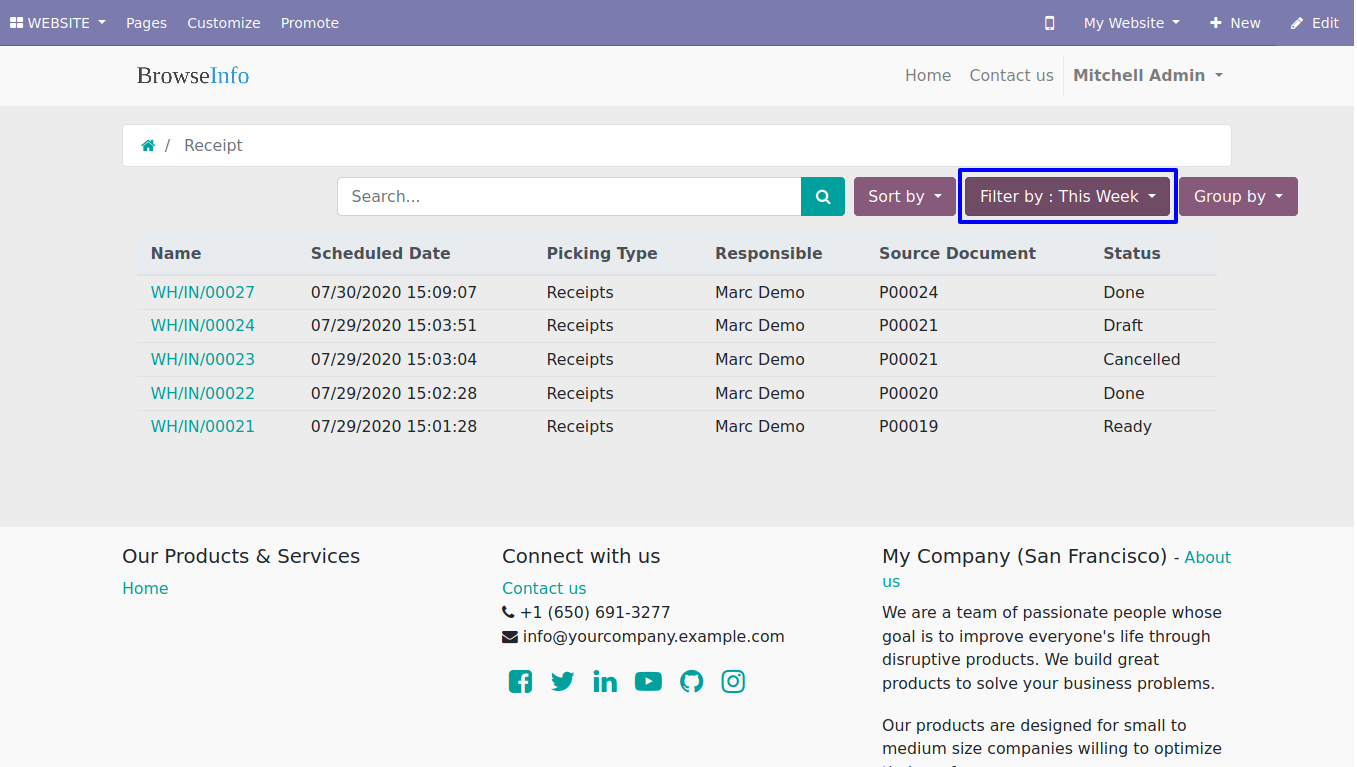 WEBSITE Pages Customize Promote My Website New Edit
BrowseInfo Home Contact us Mitchell Admin
/ Receipt
Search... Sort by Filter by : This Week Group by
Name Scheduled Date Picking Type Responsible Source Document Status
WH/IN/00027 07/30/2020 15:09:07 Receipts Marc Demo P00024 Done
WH/IN/00024 07/29/2020 15:03:51 Receipts Marc Demo P00021 Draft
WH/IN/00023 07/29/2020 15:03:04 Receipts Marc Demo P00021 Cancelled
WH/IN/00022 07/29/2020 15:02:28 Receipts Marc Demo P00020 Done
WH/IN/00021 07/29/2020 15:01:28 Receipts Marc Demo P00019 Ready
Our Products & Services
Home
Connect with us
Contact us
+1 (650) 691-3277
info@yourcompany.example.com
My Company (San Francisco) - About
us
We are a team of passionate people whose
goal is to improve everyone's life through
disruptive products. We build great
products to solve your business problems.
Our products are designed for small to
medium size companies willing to optimize